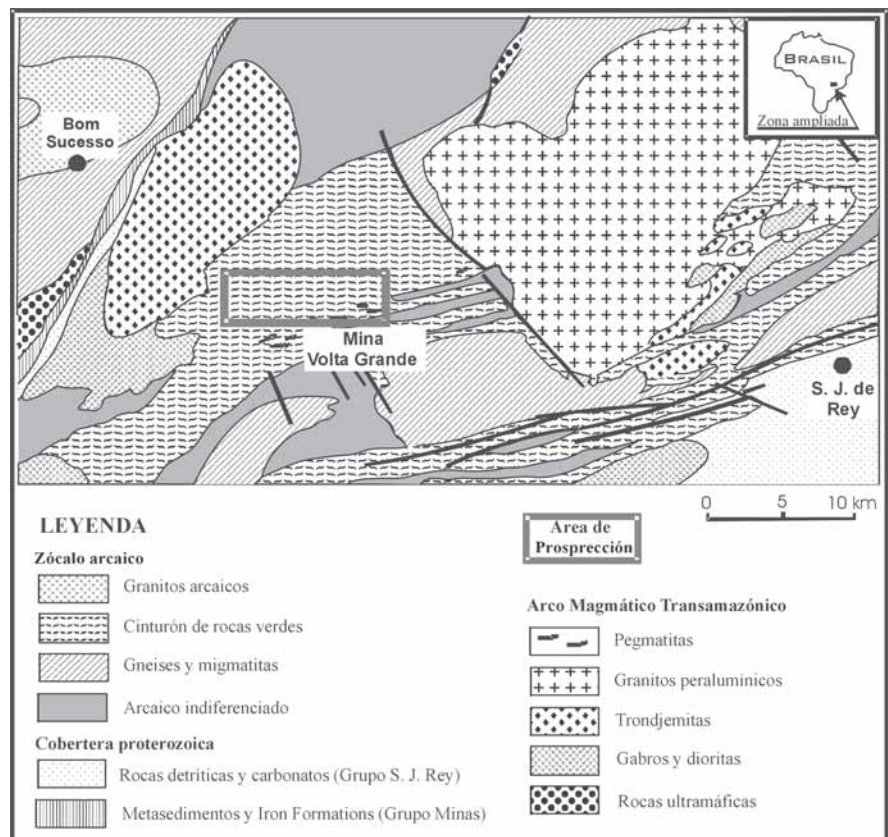 BRASIL
Zona ampliada
Bom
Sucesso
Mina
Volta Grande
S. J. de
Rey
0 5 10 km
LEYENDA
Zócalo arcaico
Granitos arcaicos
Cinturón de rocas verdes
Gneises y migmatitas
Arcaico indiferenciado
Cobertera proterozoica
Rocas detríticas y carbonatos (Grupo S. J. Rey)
Metasedimentos y Iron Formations (Grupo Minas)
Area de
Prosprección
Arco Magmático Transamazónico
Pegmatitas
Granitos peralumínicos
Trondjemitas
Gabros y dioritas
Rocas ultramáficas